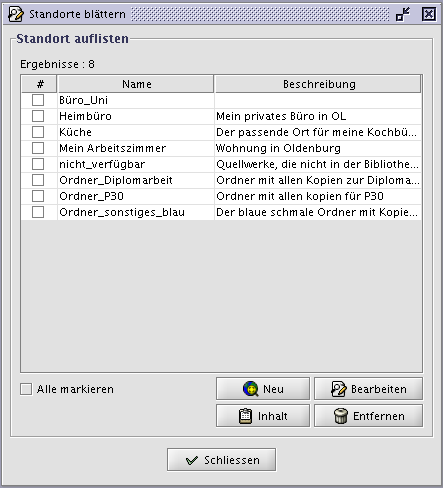 Standorte blättern
Standort auflisten
Ergebnisse : 8
# Name Beschreibung
Büro_Uni
Heimbüro Mein privates Büro in OL
Küche Der passende Ort für meine Kochbü...
Mein Arbeitszimmer Wohnung in Oldenburg
nicht_verfügbar Quellwerke, die nicht in der Bibliothe...
Ordner_Diplomarbeit Ordner mit allen Kopien zur Diploma...
Ordner_P30 Ordner mit allen kopien für P30
Ordner_sonstiges_blau Der blaue schmale Ordner mit Kopie...
Alle markieren Neu Bearbeiten
Inhalt Entfernen
Schliessen